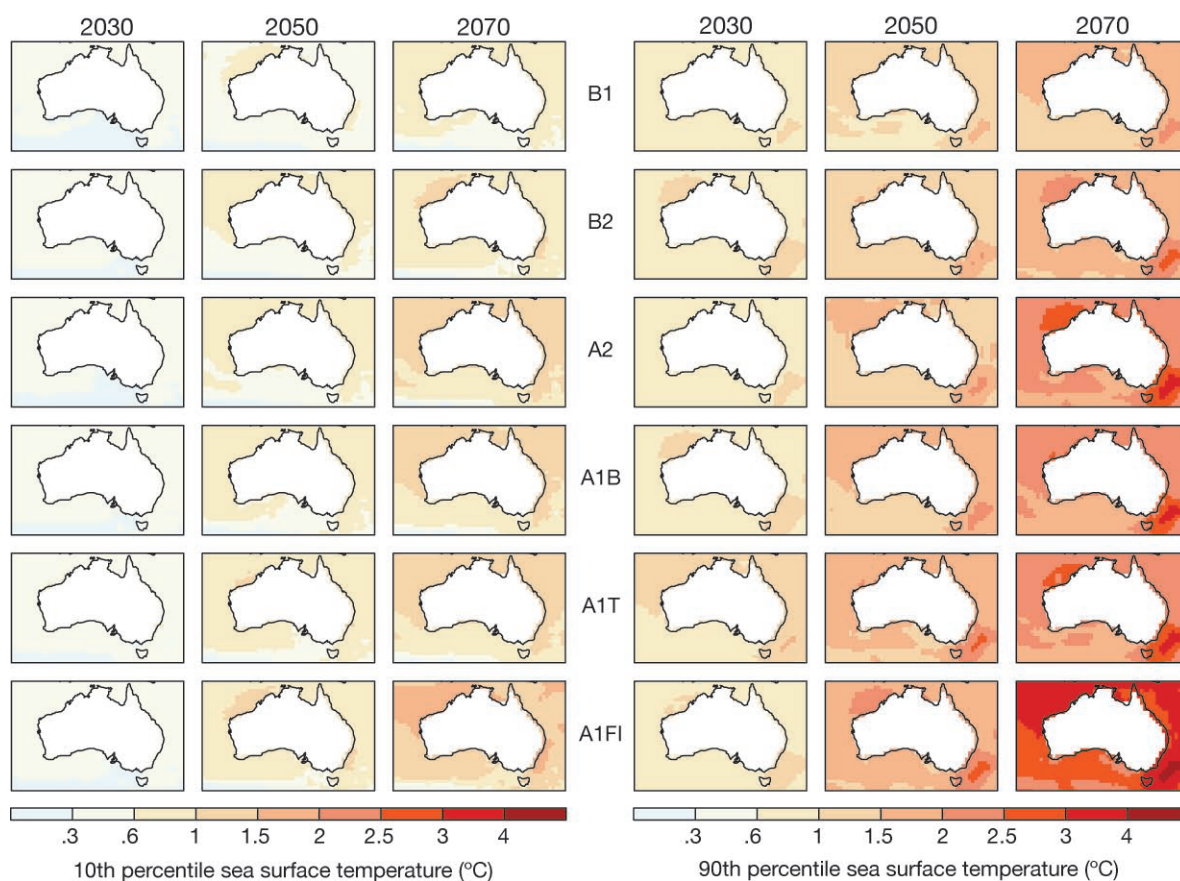 2030 2050 2070 2030 2050 2070
B1
B2
A2
A1B
A1T
A1FI
.3 .6 1 1.5 2 2.5 3 4 .3 .6 1 1.5 2 2.5 3 4
10th percentile sea surface temperature (ºC) 90th percentile sea surface temperature (ºC)